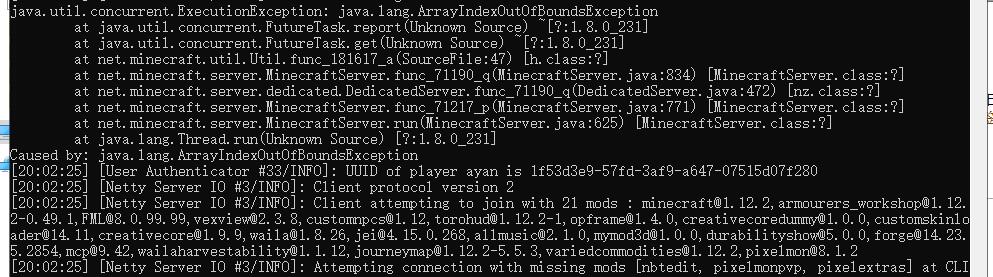 java.util.concurrent.ExecutionException: java.lang.ArrayIndexOutOfBoundsException
at java.util.concurrent.FutureTask.report(Unknown Source) ~[?:1.8.0_231]
at java.util.concurrent.FutureTask.get(Unknown Source) ~[?:1.8.0_231]
at net.minecraft.util.Util.func_181617_a(SourceFile:47) [h.class:?]
at net.minecraft.server.MinecraftServer.func_71190_q(MinecraftServer.java:834) [MinecraftServer.class:?]
at net.minecraft.server.dedicated.DedicatedServer.func_71190_q(DedicatedServer.java:472) [nz.class:?]
at net.minecraft.server.MinecraftServer.func_71217_p(MinecraftServer.java:771) [MinecraftServer.class:?]
at net.minecraft.server.MinecraftServer.run(MinecraftServer.java:625) [MinecraftServer.class:?]
at java.lang.Thread.run(Unknown Source) [?:1.8.0_231]
Caused by: java.lang.ArrayIndexOutOfBoundsException
[20:02:25] [User Authenticator #33/INFO]: UUID of player ayan is 1f53d3e9-57fd-3af9-a647-07515d07f280
[20:02:25] [Netty Server IO #3/INFO]: Client protocol version 2
[20:02:25] [Netty Server IO #3/INFO]: Client attempting to join with 21 mods : minecraft@1.12.2,armourers_workshop@1.12.
2-0.49.1,FML@8.0.99.99,vexview@2.3.8,customnpcs@1.12,torohud@1.12.2-1,opframe@1.4.0,creativecoredummy@1.0.0,customskinlo
ader@14.11,creativecore@1.9.9,waila@1.8.26,jei@4.15.0.268,allmusic@2.1.0,mymod3d@1.0.0,durabilityshow@5.0.0,forge@14.23.
5.2854,mcp@9.42,wailaharvestability@1.1.12,journeymap@1.12.2-5.5.3,variedcommodities@1.12.2,pixelmon@8.1.2
[20:02:25] [Netty Server IO #3/INFO]: Attempting connection with missing mods [nbtedit, pixelmonpvp, pixelextras] at CLI